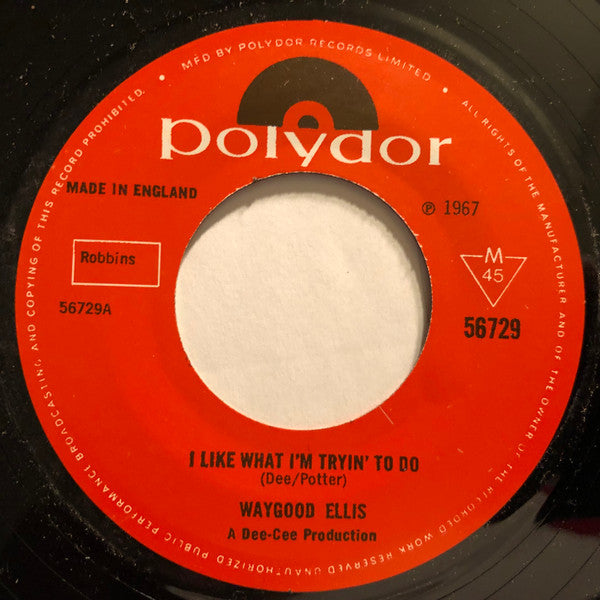 MFD BY POLYDOR RECORDS LIMITED. • ALL RIGHTS OF THE MANUFACTURER AND OF THE OWNER OF THE RECORDED WORK RESERVED UNAUTHORIZED PUBLIC PERFORMANCE BROADCASTING AND COPYING OF THIS RECORD PROHIBITED. •
polydor
MADE IN ENGLAND
℗ 1967
Robbins
M
45
56729A
56729
I LIKE WHAT I'M TRYIN' TO DO
(Dee/Potter)
WAYGOOD ELLIS
A Dee-Cee Production